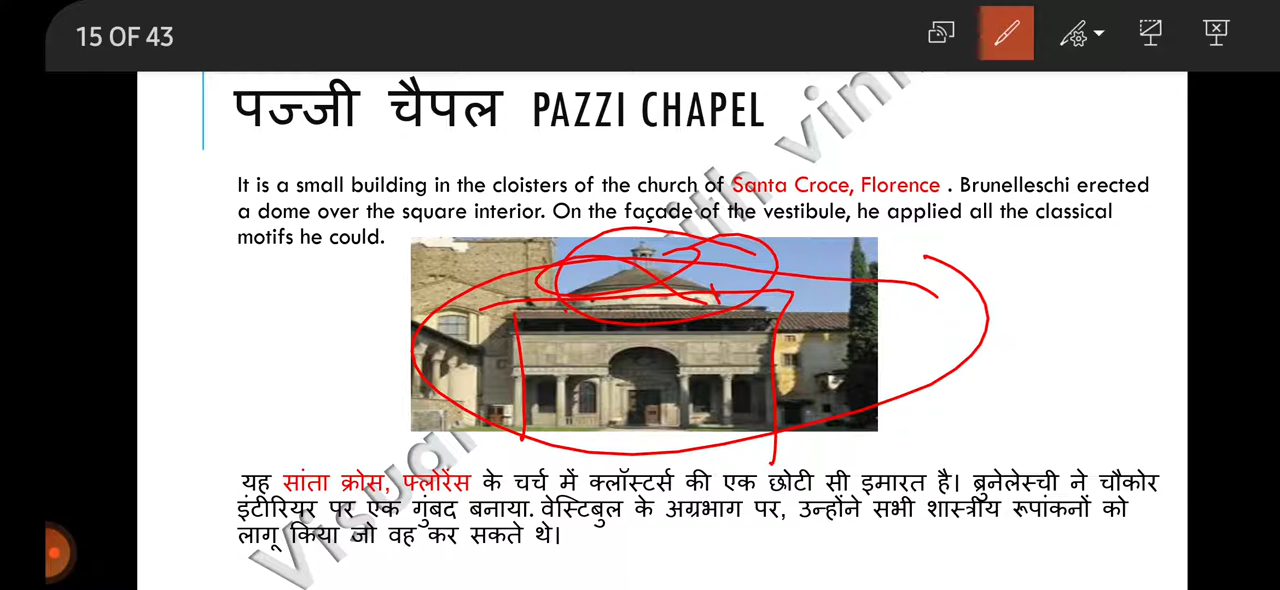 15 OF 43
पज्जी चैपल PAZZI CHAPEL
It is a small building in the cloisters of the church of Santa Croce, Florence . Brunelleschi erected
a dome over the square interior. On the façade of the vestibule, he applied all the classical
motifs he could.
यह सांता क्रोस, फ्लोरेंस के चर्च में क्लॉस्टर्स की एक छोटी सी इमारत है। ब्रुनेलेस्ची ने चौकोर
इंटीरियर पर एक गुंबद बनाया. वेस्टिबुल के अग्रभाग पर, उन्होंने सभी शास्त्रीय रूपांकनों को
लागू किया जो वह कर सकते थे।